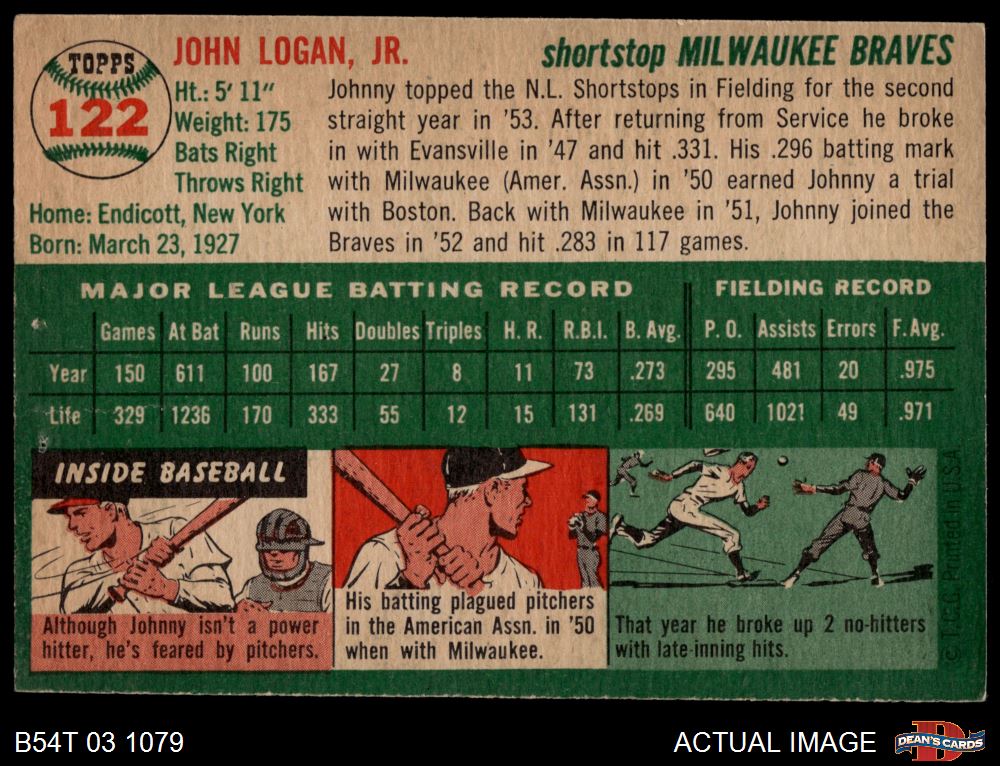 TOPPS
122
JOHN LOGAN, JR.
shortstop MILWAUKEE BRAVES
Ht.: 5' 11"
Weight: 175
Bats Right
Throws Right
Home: Endicott, New York
Born: March 23, 1927
Johnny topped the N.L. Shortstops in Fielding for the second
straight year in '53. After returning from Service he broke
in with Evansville in '47 and hit .331. His .296 batting mark
with Milwaukee (Amer. Assn.) in '50 earned Johnny a trial
with Boston. Back with Milwaukee in '51, Johnny joined the
Braves in '52 and hit .283 in 117 games.
MAJOR LEAGUE BATTING RECORD FIELDING RECORD
Games At Bat Runs Hits Doubles Triples H. R. R.B.I. B. Avg. P. O. Assists Errors F. Avg.
Year 150 611 100 167 27 8 11 73 .273 295 481 20 .975
Life 329 1236 170 333 55 12 15 131 .269 640 1021 49 .971
INSIDE BASEBALL
Although Johnny isn't a power
hitter, he's feared by pitchers.
His batting plagued pitchers
in the American Assn. in '50
when with Milwaukee.
That year he broke up 2 no-hitters
with late-inning hits.
© T.C.G. Printed in U.S.A.
B54T 03 1079
ACTUAL IMAGE
DEAN'S CARDS